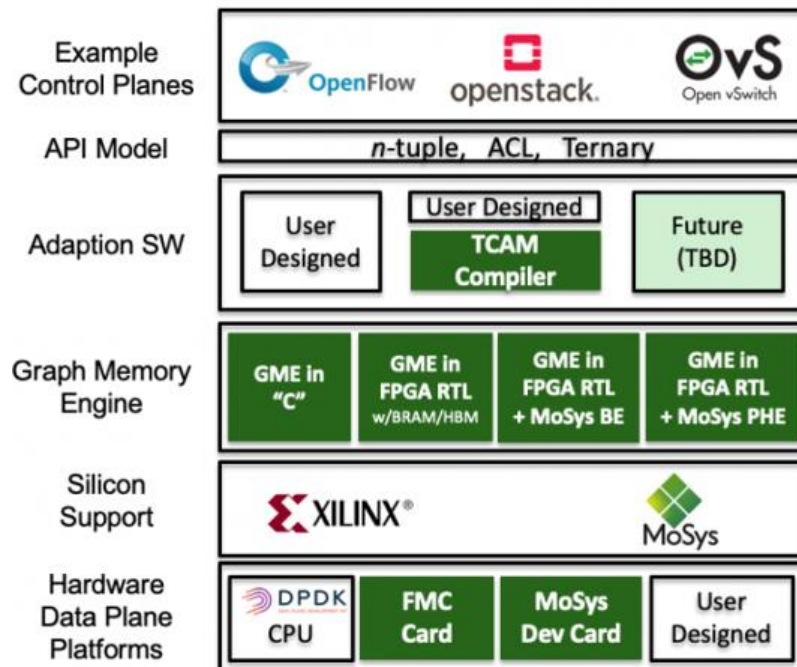 Example
Control Planes
OpenFlow
openstack.
OvS
Open vSwitch
API Model
n-tuple, ACL, Ternary
Adaption SW
User
Designed
User Designed
TCAM
Compiler
Future
(TBD)
Graph Memory
Engine
GME in
“C”
GME in
FPGA RTL
w/BRAM/HBM
GME in
FPGA RTL
+ MoSys BE
GME in
FPGA RTL
+ MoSys PHE
Silicon
Support
XILINX®
MoSys
Hardware
Data Plane
Platforms
DPDK
CPU
FMC
Card
MoSys
Dev Card
User
Designed